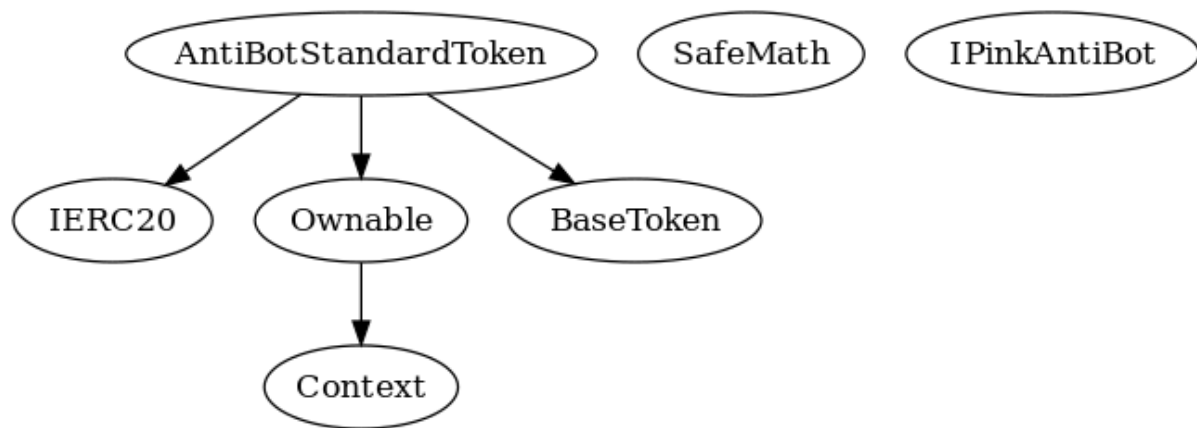 AntiBotStandardToken
SafeMath
IPinkAntiBot
IERC20
Ownable
BaseToken
Context